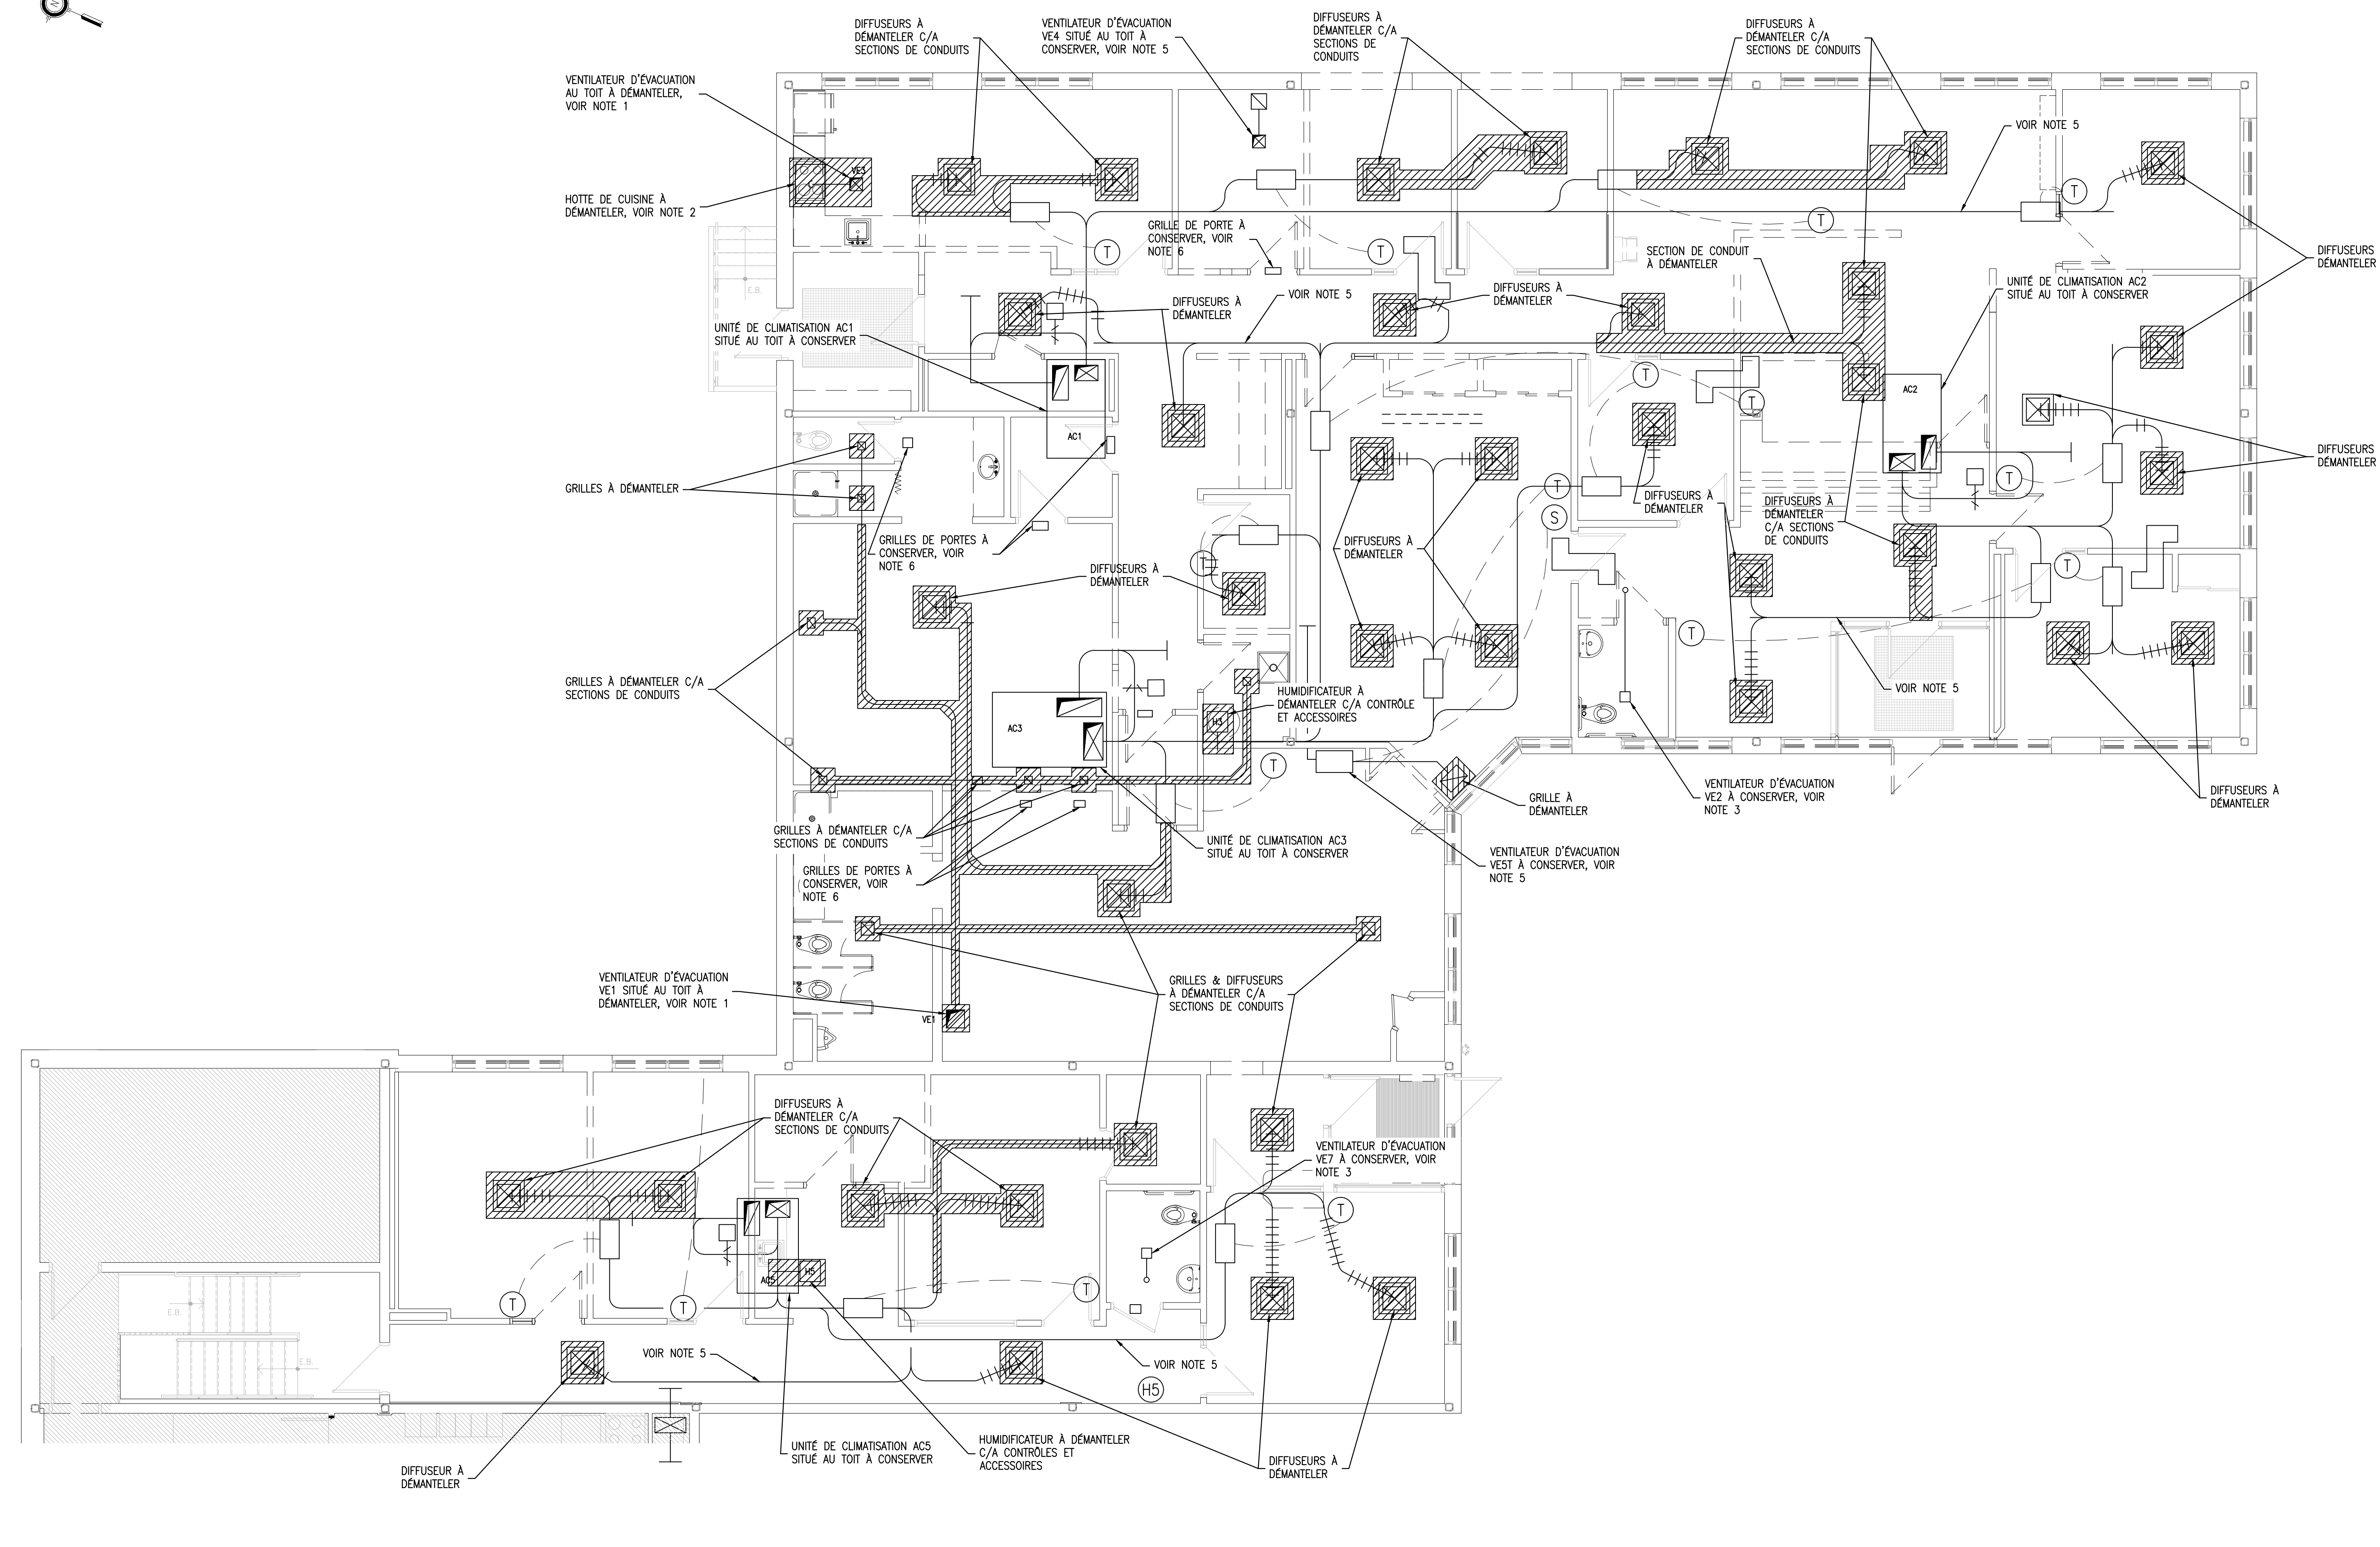 N
DIFFUSEURS À
DÉMANTELER C/A
SECTIONS DE CONDUITS
VENTILATEUR D'ÉVACUATION
VE4 SITUÉ AU TOIT À
CONSERVER, VOIR NOTE 5
DIFFUSEURS À
DÉMANTELER C/A
SECTIONS DE
CONDUITS
DIFFUSEURS À
DÉMANTELER C/A
SECTIONS DE CONDUITS
VENTILATEUR D'ÉVACUATION
AU TOIT À DÉMANTELER,
VOIR NOTE 1
VOIR NOTE 5
VE3
HOTTE DE CUISINE À
DÉMANTELER, VOIR NOTE 2
T
T
T
T
GRILLE DE PORTE À
CONSERVER, VOIR
NOTE 6
SECTION DE CONDUIT
À DÉMANTELER
DIFFUSEURS
DÉMANTELER
E.B.
UNITÉ DE CLIMATISATION AC2
SITUÉ AU TOIT À CONSERVER
DIFFUSEURS À
DÉMANTELER
VOIR NOTE 5
DIFFUSEURS À
DÉMANTELER
UNITÉ DE CLIMATISATION AC1
SITUÉ AU TOIT À CONSERVER
T
T
AC2
AC1
DIFFUSEURS
DÉMANTELER
GRILLES À DÉMANTELER
T
T
S
DIFFUSEURS À
DÉMANTELER
DIFFUSEURS À
DÉMANTELER
C/A SECTIONS
DE CONDUITS
GRILLES DE PORTES À
CONSERVER, VOIR
NOTE 6
DIFFUSEURS À
DÉMANTELER
DIFFUSEURS À
DÉMANTELER
T
T
T
GRILLES À DÉMANTELER C/A
SECTIONS DE CONDUITS
VOIR NOTE 5
HUMIDIFICATEUR À
DÉMANTELER C/A CONTRÔLE
ET ACCESSOIRES
H3
AC3
T
VENTILATEUR D'ÉVACUATION
VE2 À CONSERVER, VOIR
NOTE 3
GRILLE À
DÉMANTELER
DIFFUSEURS À
DÉMANTELER
GRILLES À DÉMANTELER C/A
SECTIONS DE CONDUITS
UNITÉ DE CLIMATISATION AC3
SITUÉ AU TOIT À CONSERVER
VENTILATEUR D'ÉVACUATION
VE5T À CONSERVER, VOIR
NOTE 5
GRILLES DE PORTES À
CONSERVER, VOIR
NOTE 6
VENTILATEUR D'ÉVACUATION
VE1 SITUÉ AU TOIT À
DÉMANTELER, VOIR NOTE 1
GRILLES & DIFFUSEURS
À DÉMANTELER C/A
SECTIONS DE CONDUITS
VE1
DIFFUSEURS À
DÉMANTELER C/A
SECTIONS DE CONDUITS
VENTILATEUR D'ÉVACUATION
VE7 À CONSERVER, VOIR
NOTE 3
T
AC5
H5
T
T
T
E.B.
E.B.
VOIR NOTE 5
VOIR NOTE 5
H5
UNITÉ DE CLIMATISATION AC5
SITUÉ AU TOIT À CONSERVER
HUMIDIFICATEUR À DÉMANTELER
C/A CONTRÔLES ET
ACCESSOIRES
DIFFUSEURS À
DÉMANTELER
DIFFUSEUR À
DÉMANTELER